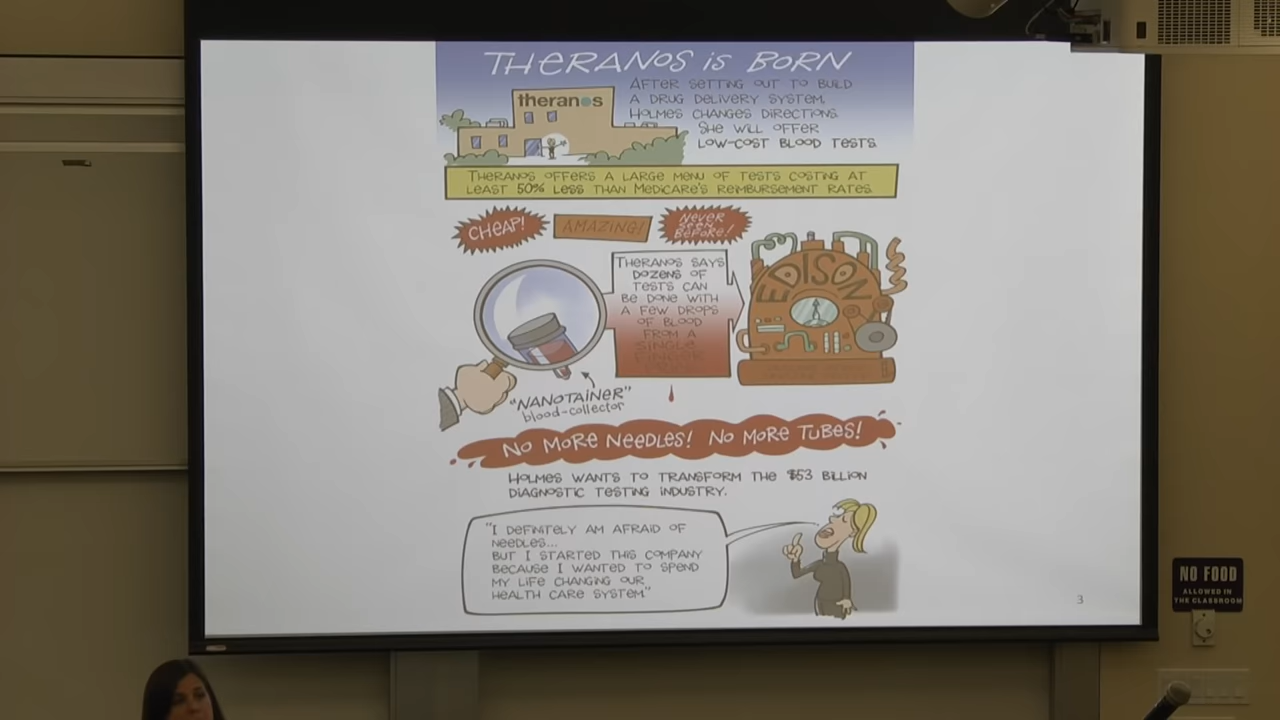 THERANOS IS BORN
AFTER SETTING OUT TO BUILD
A DRUG DELIVERY SYSTEM,
HOLMES CHANGES DIRECTIONS.
SHE WILL OFFER
LOW-COST BLOOD TESTS.
theranos
THERANOS OFFERS A LARGE MENU OF TESTS COSTING AT
LEAST 50% LESS THAN MEDICARE'S REIMBURSEMENT RATES.
CHEAP!
AMAZING!
NEVER
SEEN
BEFORE!
THERANOS SAYS
DOZENS OF
TESTS CAN
BE DONE WITH
A FEW DROPS
OF BLOOD
FROM A
SINGLE
FINGER
EDISON
"NANOTAINER"
blood-collector
NO MORE NEEDLES! NO MORE TUBES!
HOLMES WANTS TO TRANSFORM THE $53 BILLION
DIAGNOSTIC TESTING INDUSTRY.
"I DEFINITELY AM AFRAID OF
NEEDLES...
BUT I STARTED THIS COMPANY
BECAUSE I WANTED TO SPEND
MY LIFE CHANGING OUR
HEALTH CARE SYSTEM."
3
NO FOOD
ALLOWED IN
THE CLASSROOM